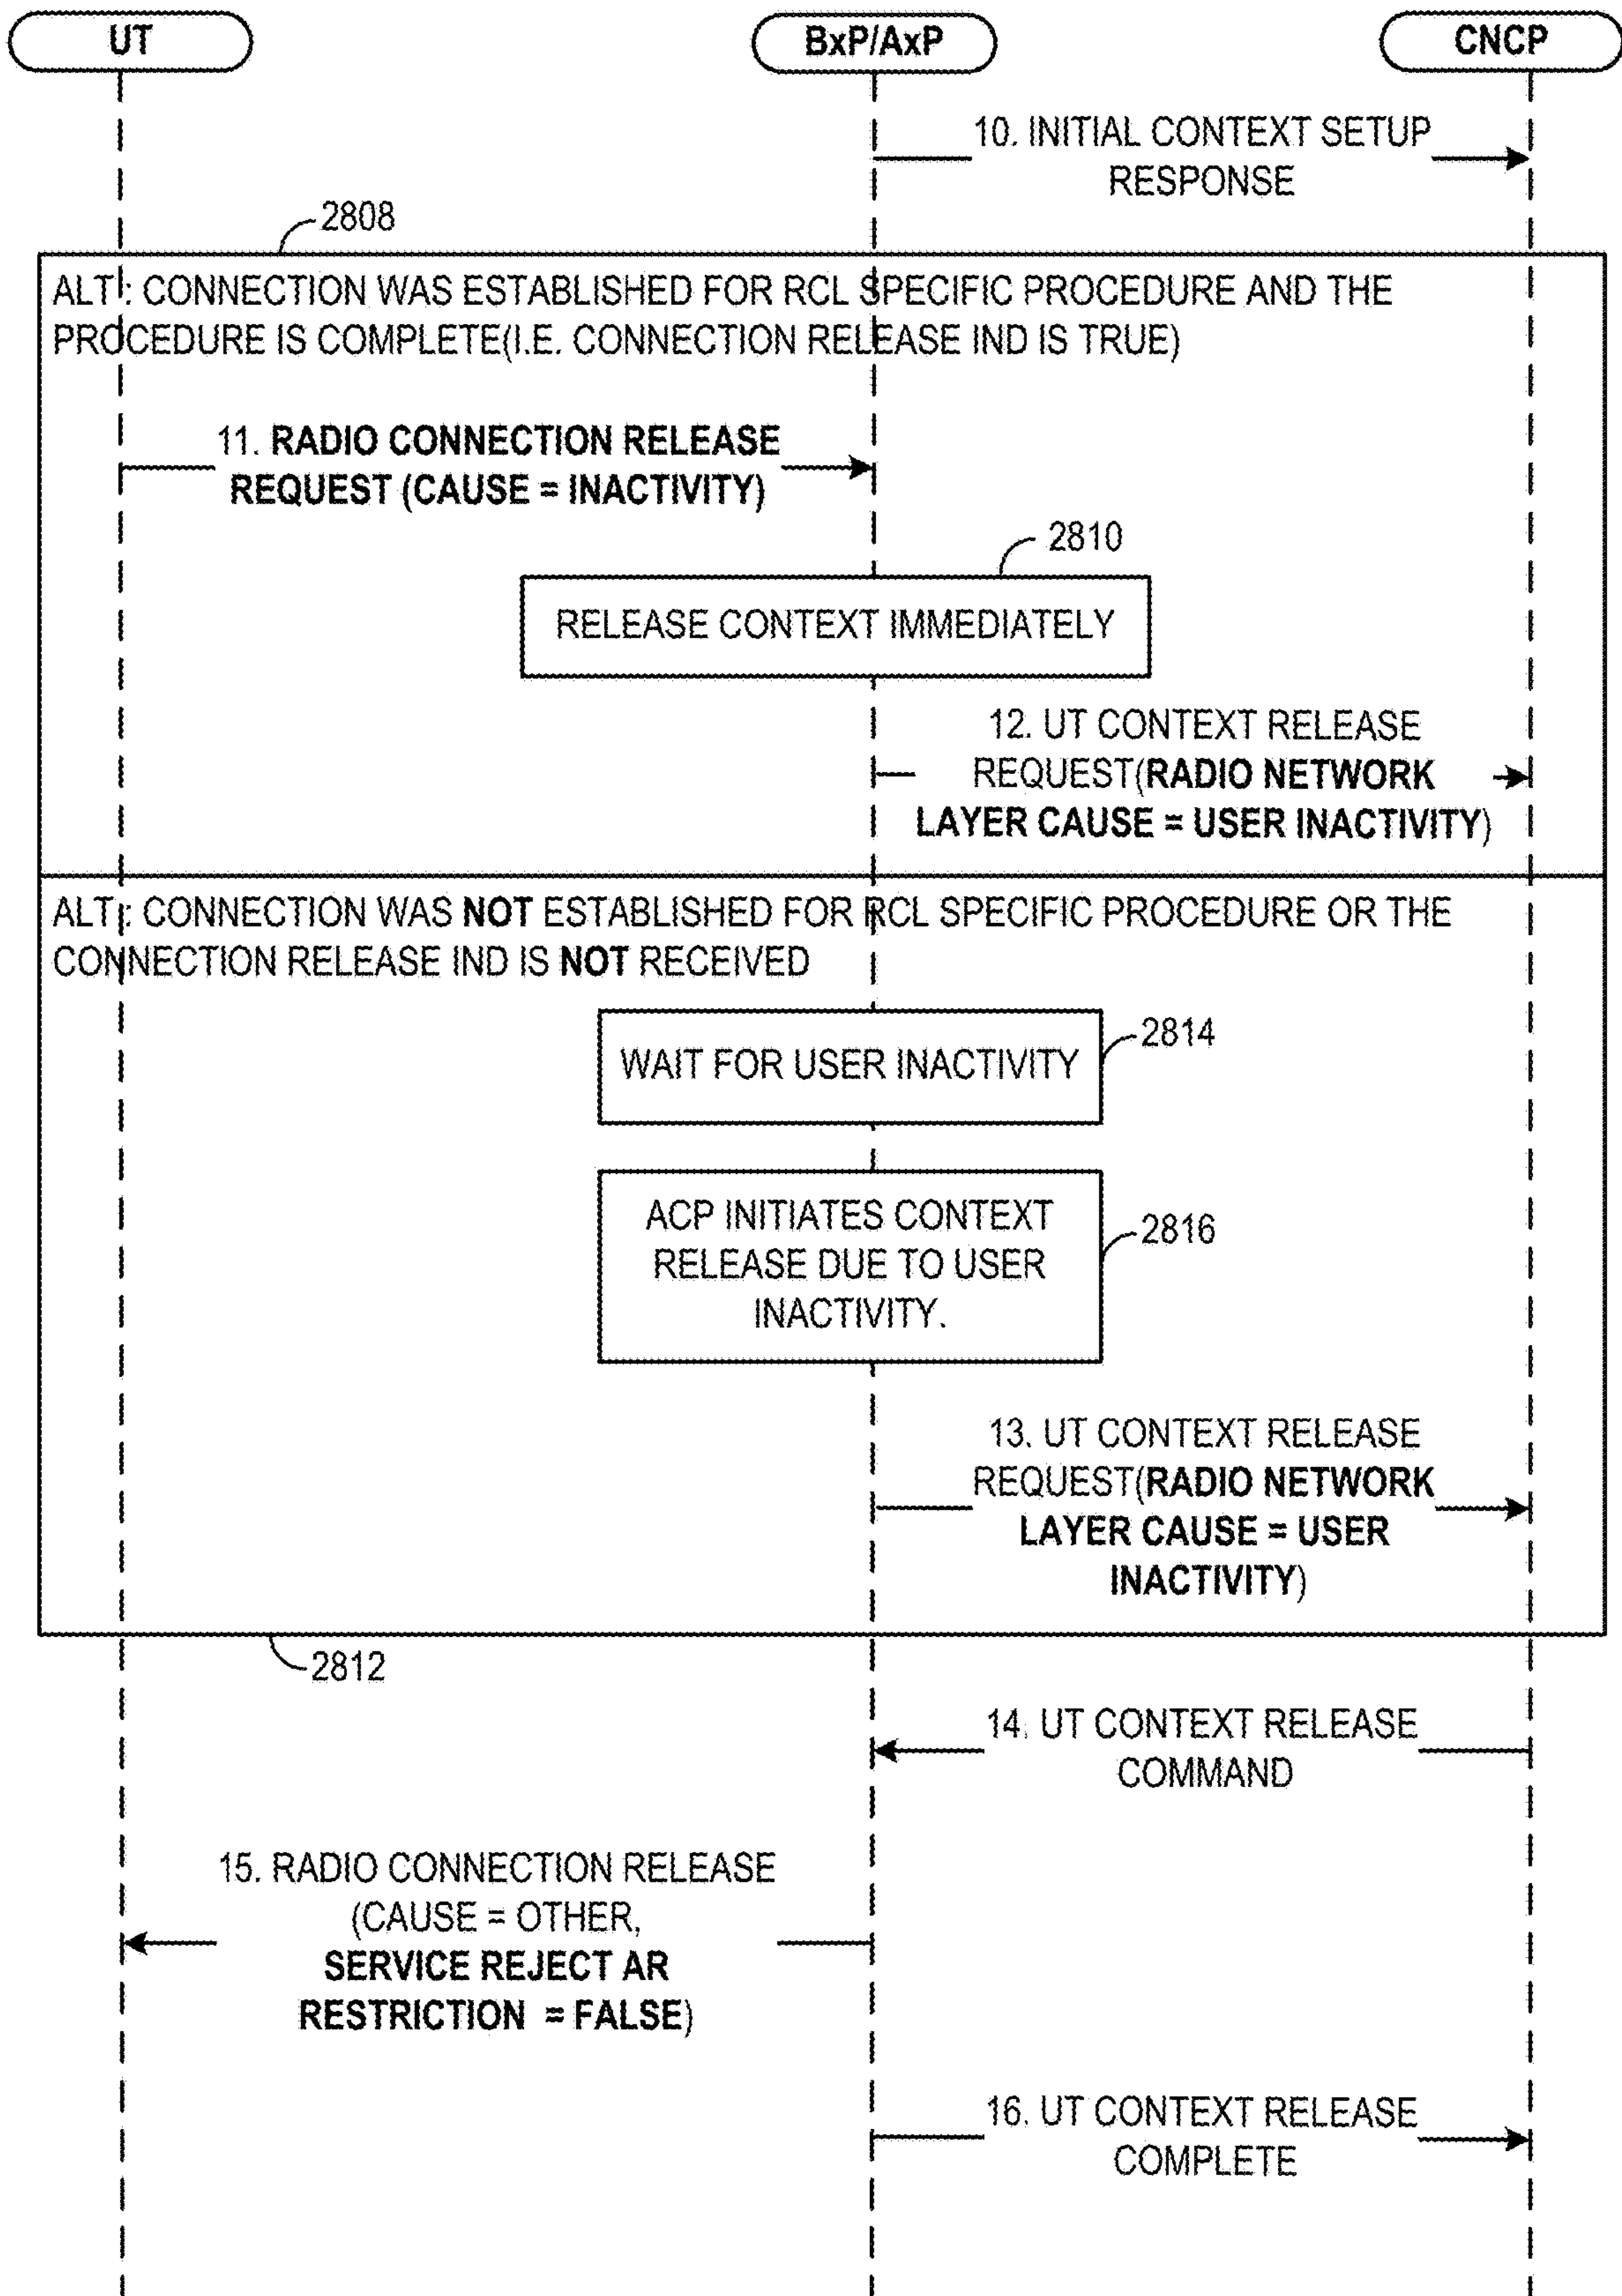 UT
BxP/AxP
CNCP
10. INITIAL CONTEXT SETUP
RESPONSE
2808
ALT: CONNECTION WAS ESTABLISHED FOR RCL SPECIFIC PROCEDURE AND THE
PROCEDURE IS COMPLETE(I.E. CONNECTION RELEASE IND IS TRUE)
11. RADIO CONNECTION RELEASE
REQUEST (CAUSE = INACTIVITY)
2810
RELEASE CONTEXT IMMEDIATELY
12. UT CONTEXT RELEASE
REQUEST(RADIO NETWORK
LAYER CAUSE = USER INACTIVITY)
ALT: CONNECTION WAS NOT ESTABLISHED FOR RCL SPECIFIC PROCEDURE OR THE
CONNECTION RELEASE IND IS NOT RECEIVED
WAIT FOR USER INACTIVITY
2814
ACP INITIATES CONTEXT
RELEASE DUE TO USER
INACTIVITY.
2816
13. UT CONTEXT RELEASE
REQUEST(RADIO NETWORK
LAYER CAUSE = USER
INACTIVITY)
2812
14. UT CONTEXT RELEASE
COMMAND
15. RADIO CONNECTION RELEASE
(CAUSE = OTHER,
SERVICE REJECT AR
RESTRICTION = FALSE)
16. UT CONTEXT RELEASE
COMPLETE